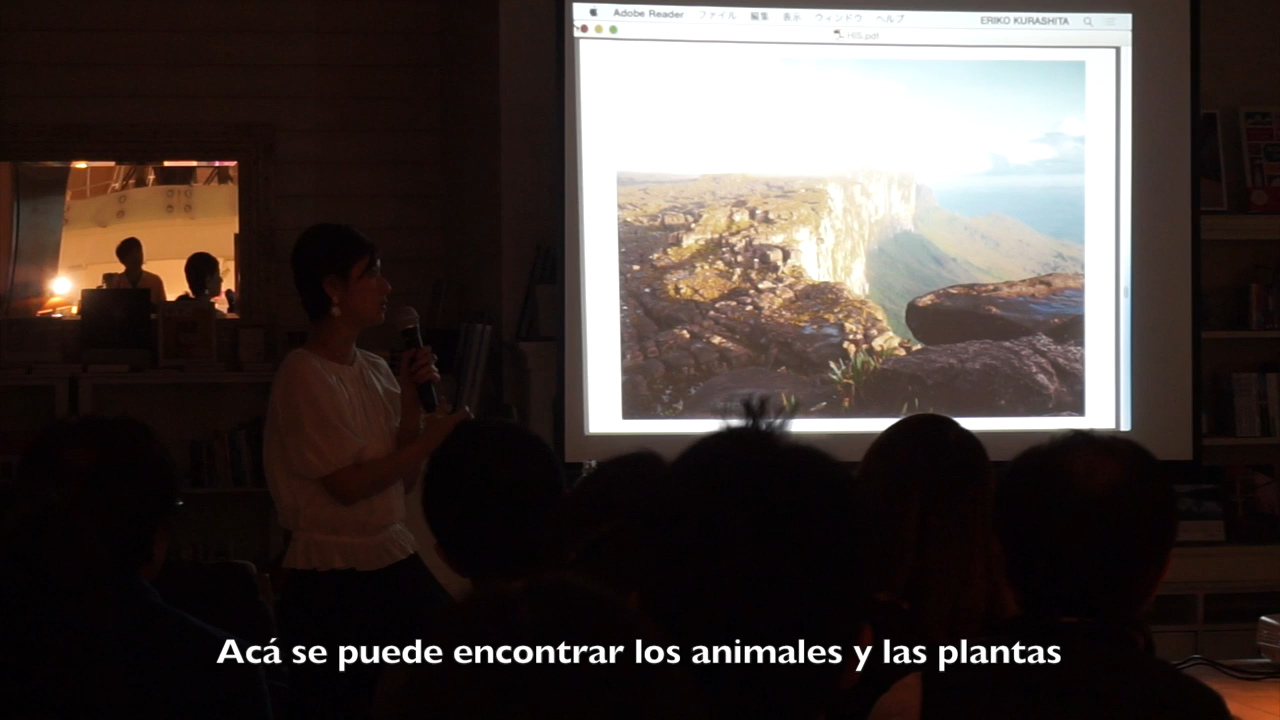 Adobe Reader ファイル 編集 表示 ウィンドウ ヘルプ ERIKO KURASHITA
HIS.pdf
Acá se puede encontrar los animales y las plantas